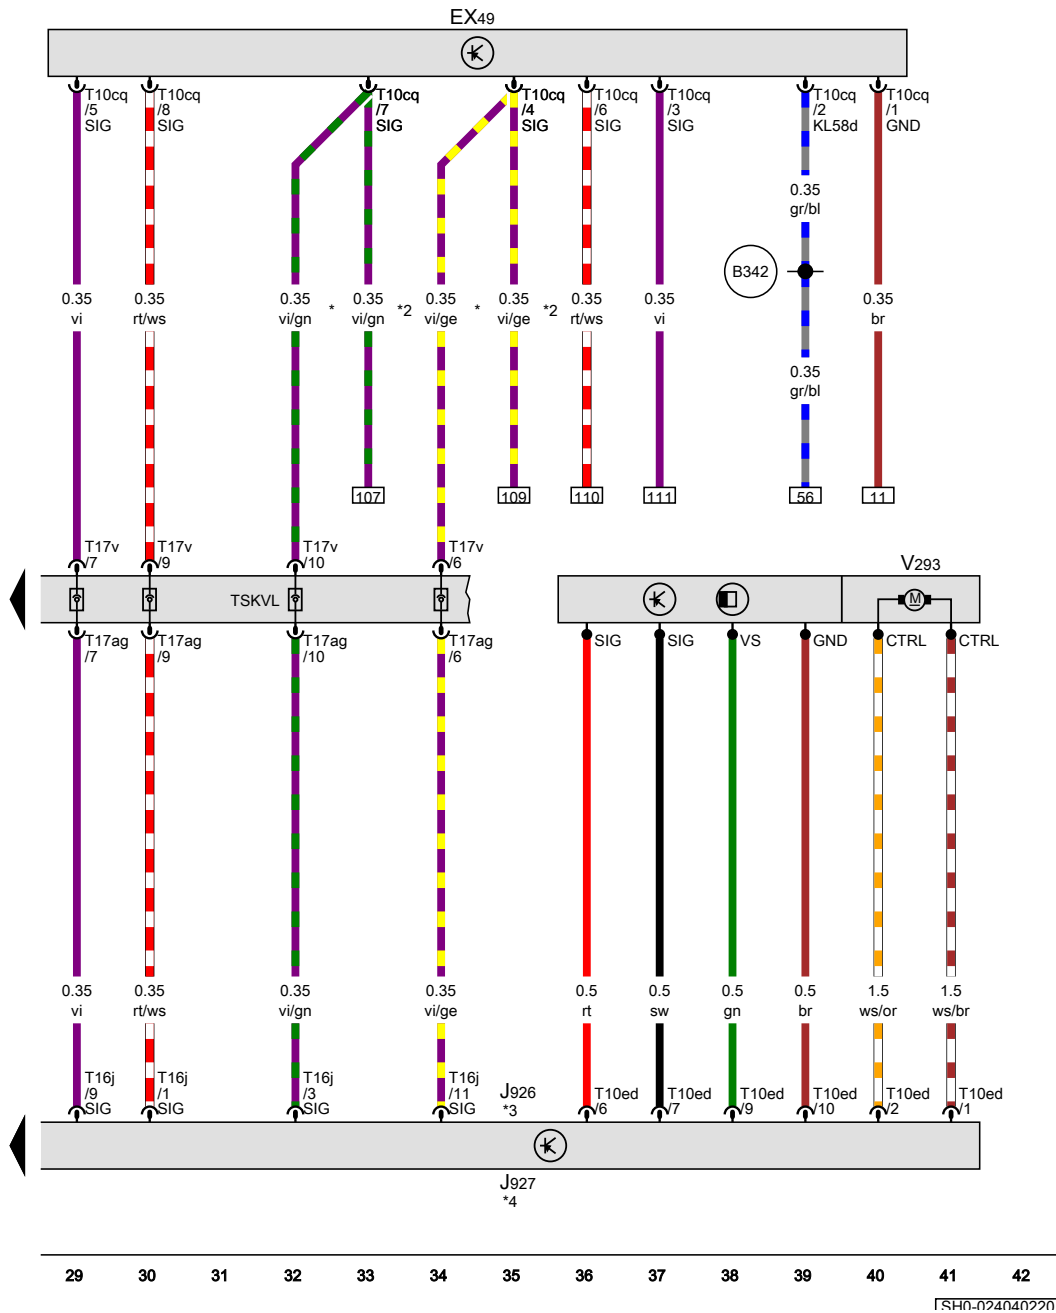 EX49
T10cq T10cq T10cq T10cq T10cq T10cq T10cq T10cq
/5 /8 /7 /4 /6 /3 /2 /1
SIG SIG SIG SIG SIG SIG KL58d GND
0.35
gr/bl
B342
0.35 0.35 0.35 * 0.35 *2 0.35 * 0.35 *2 0.35 0.35 0.35
vi rt/ws vi/gn vi/gn vi/ge vi/ge rt/ws vi br
0.35
gr/bl
107 109 110 111 56 11
T17v T17v T17v T17v
/7 /9 /10 /6
V293
TSKVL M
T17ag T17ag T17ag T17ag SIG SIG VS GND CTRL CTRL
/7 /9 /10 /6
0.35 0.35 0.35 0.35 0.5 0.5 0.5 0.5 1.5 1.5
vi rt/ws vi/gn vi/ge rt sw gn br ws/or ws/br
T16j T16j T16j T16j J926 T10ed T10ed T10ed T10ed T10ed T10ed
/9 /1 /3 /11 *3 /6 /7 /9 /10 /2 /1
SIG SIG SIG SIG
J927
*4
29 30 31 32 33 34 35 36 37 38 39 40 41 42
SH0-024040220